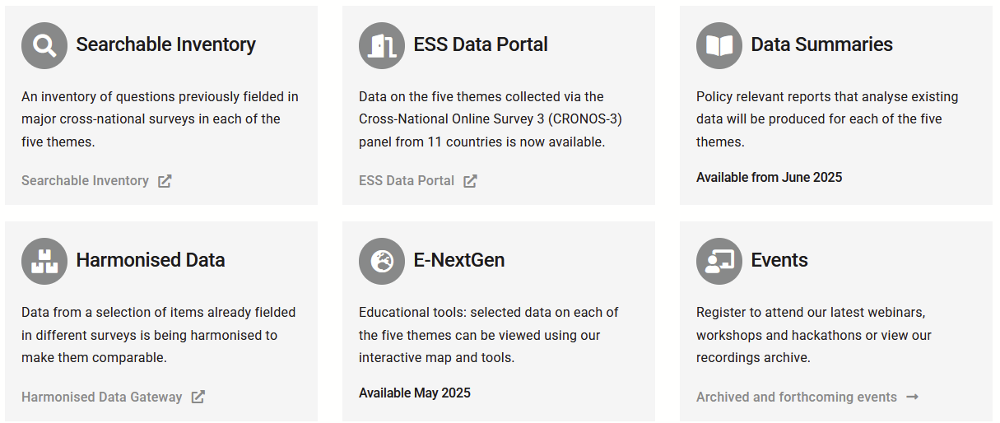 Searchable Inventory
An inventory of questions previously fielded in
major cross-national surveys in each of the
five themes.
Searchable Inventory
ESS Data Portal
Data on the five themes collected via the
Cross-National Online Survey 3 (CRONOS-3)
panel from 11 countries is now available.
ESS Data Portal
Data Summaries
Policy relevant reports that analyse existing
data will be produced for each of the five
themes.
Available from June 2025
Harmonised Data
Data from a selection of items already fielded
in different surveys is being harmonised to
make them comparable.
Harmonised Data Gateway
E-NextGen
Educational tools: selected data on each of
the five themes can be viewed using our
interactive map and tools.
Available May 2025
Events
Register to attend our latest webinars,
workshops and hackathons or view our
recordings archive.
Archived and forthcoming events